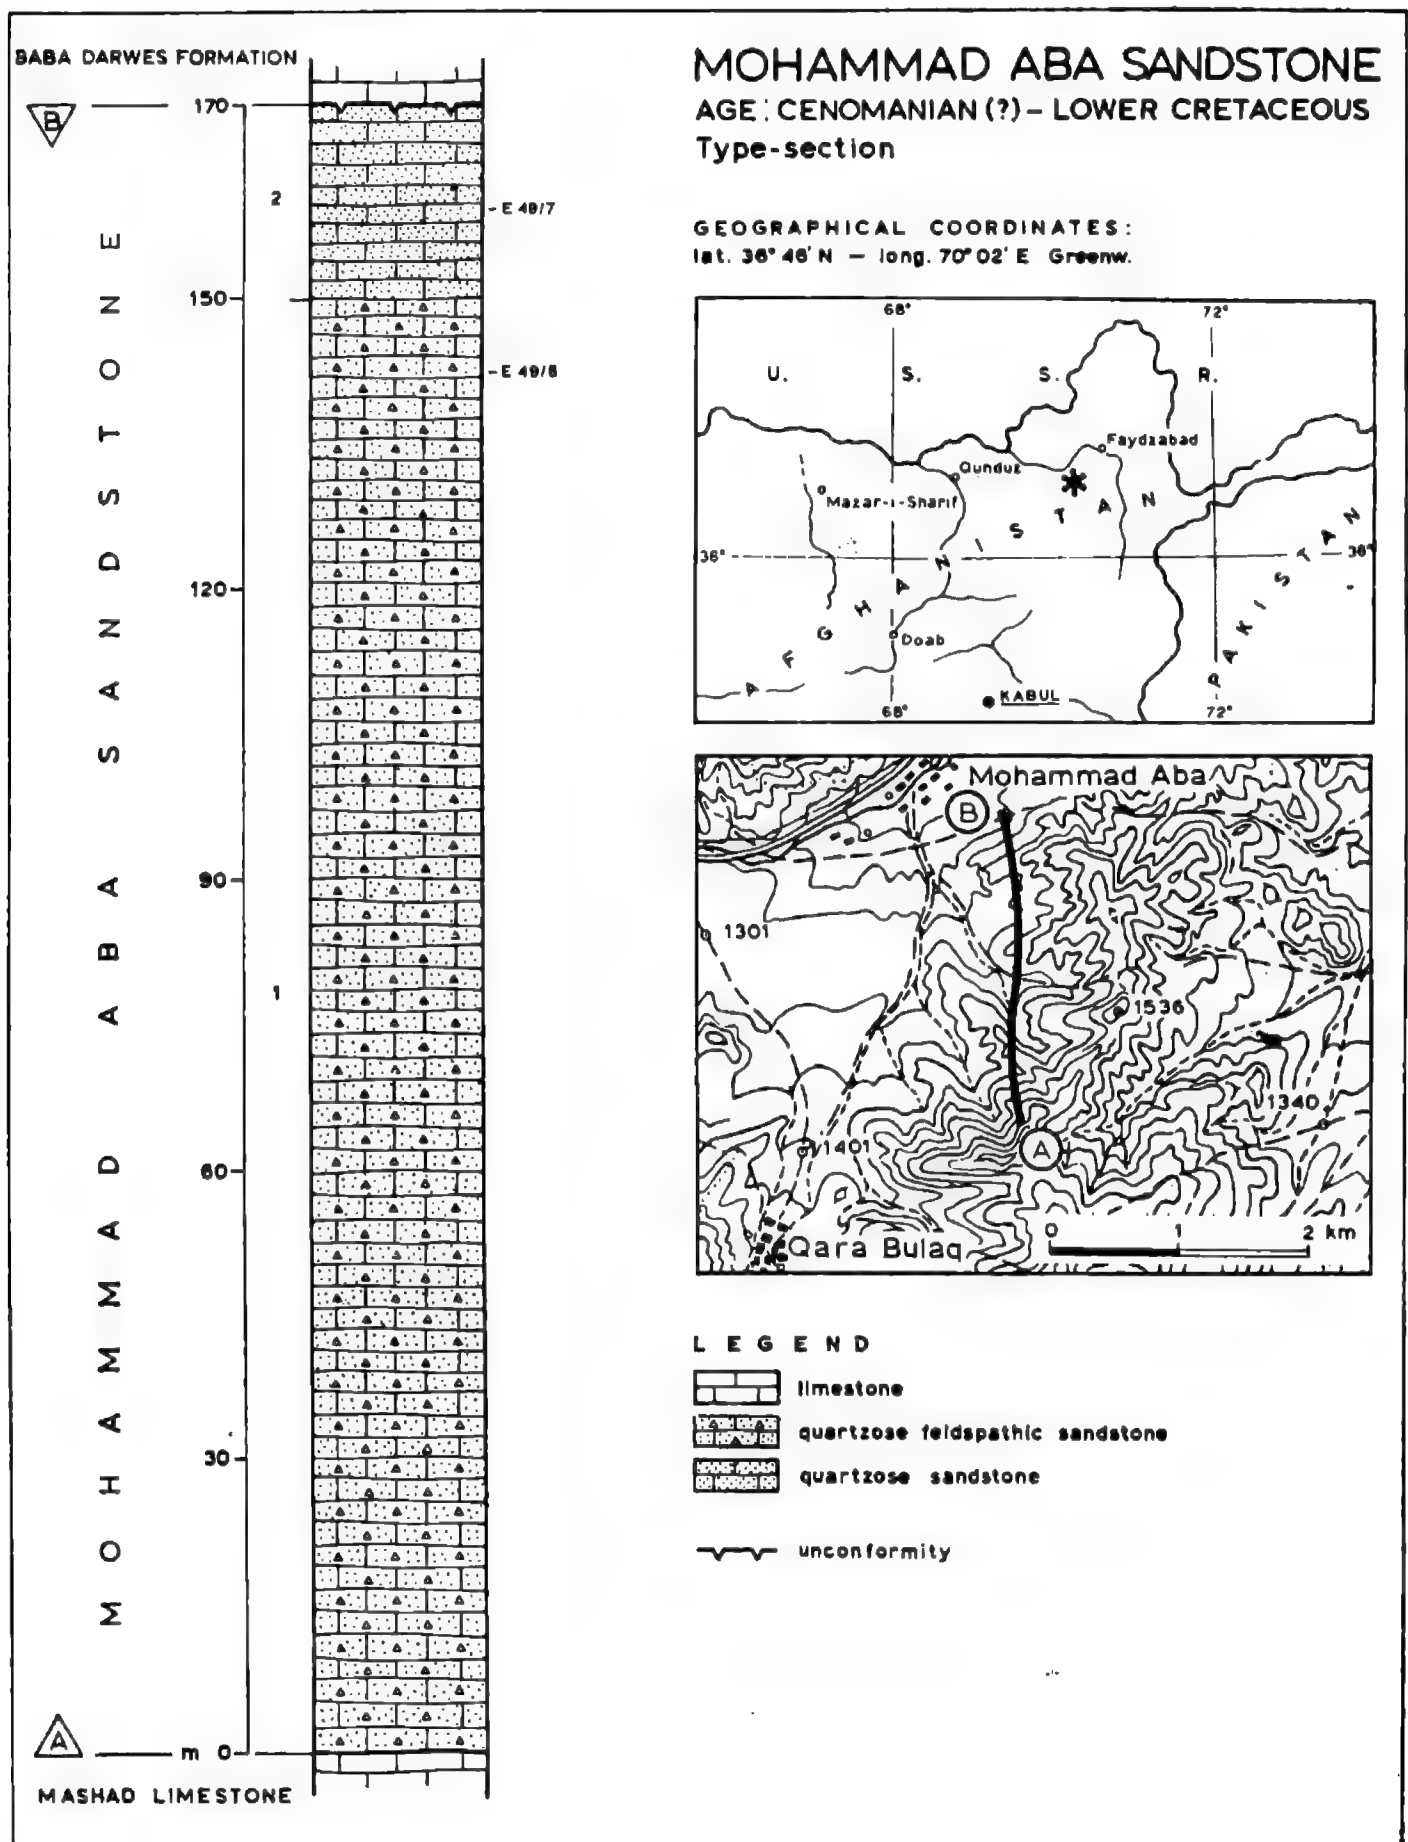 BABA DARWES FORMATION
B
170
2
E 49/7
150
E 49/6
120
90
1
60
30
m 0
A
MASHAD LIMESTONE
MOHAMMAD ABA SANDSTONE
MOHAMMAD ABA SANDSTONE
AGE: CENOMANIAN (?) – LOWER CRETACEOUS
Type-section
GEOGRAPHICAL COORDINATES:
lat. 36° 46' N – long. 70° 02' E Greenw.
68° 72°
U. S. S. R.
Faydzabad
Qunduz
Mazar-i-Sharif
36° 36°
AFGHANISTAN
PAKISTAN
Doab
KABUL
68° 72°
Mohammad Aba
B
1301
1536
1340
1401
A
0 1 2 km
Qara Bulaq
LEGEND
limestone
quartzose feldspathic sandstone
quartzose sandstone
unconformity